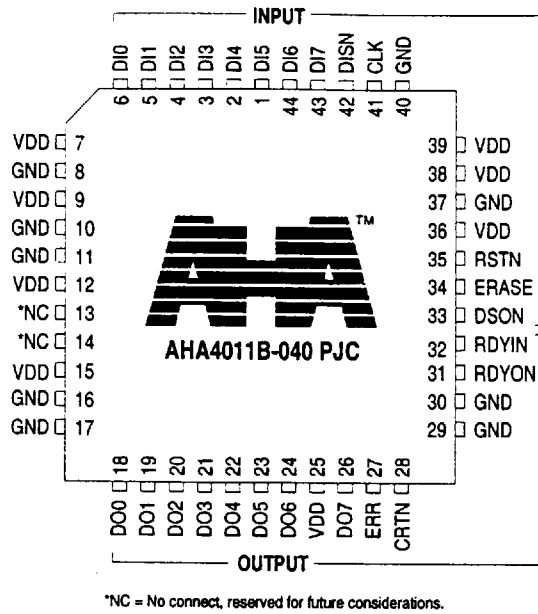 INPUT
DI0 DI1 DI2 DI3 DI4 DI5 DI6 DI7 DISN CLK GND
6 5 4 3 2 1 44 43 42 41 40
VDD 7
GND 8
VDD 9
GND 10
GND 11
VDD 12
*NC 13
*NC 14
VDD 15
GND 16
GND 17
39 VDD
38 VDD
37 GND
36 VDD
35 RSTN
34 ERASE
33 DSON
32 RDYIN
31 RDYON
30 GND
29 GND
AHA TM
AHA4011B-040 PJC
18 19 20 21 22 23 24 25 26 27 28
DO0 DO1 DO2 DO3 DO4 DO5 DO6 VDD DO7 ERR CRTN
OUTPUT
*NC = No connect, reserved for future considerations.